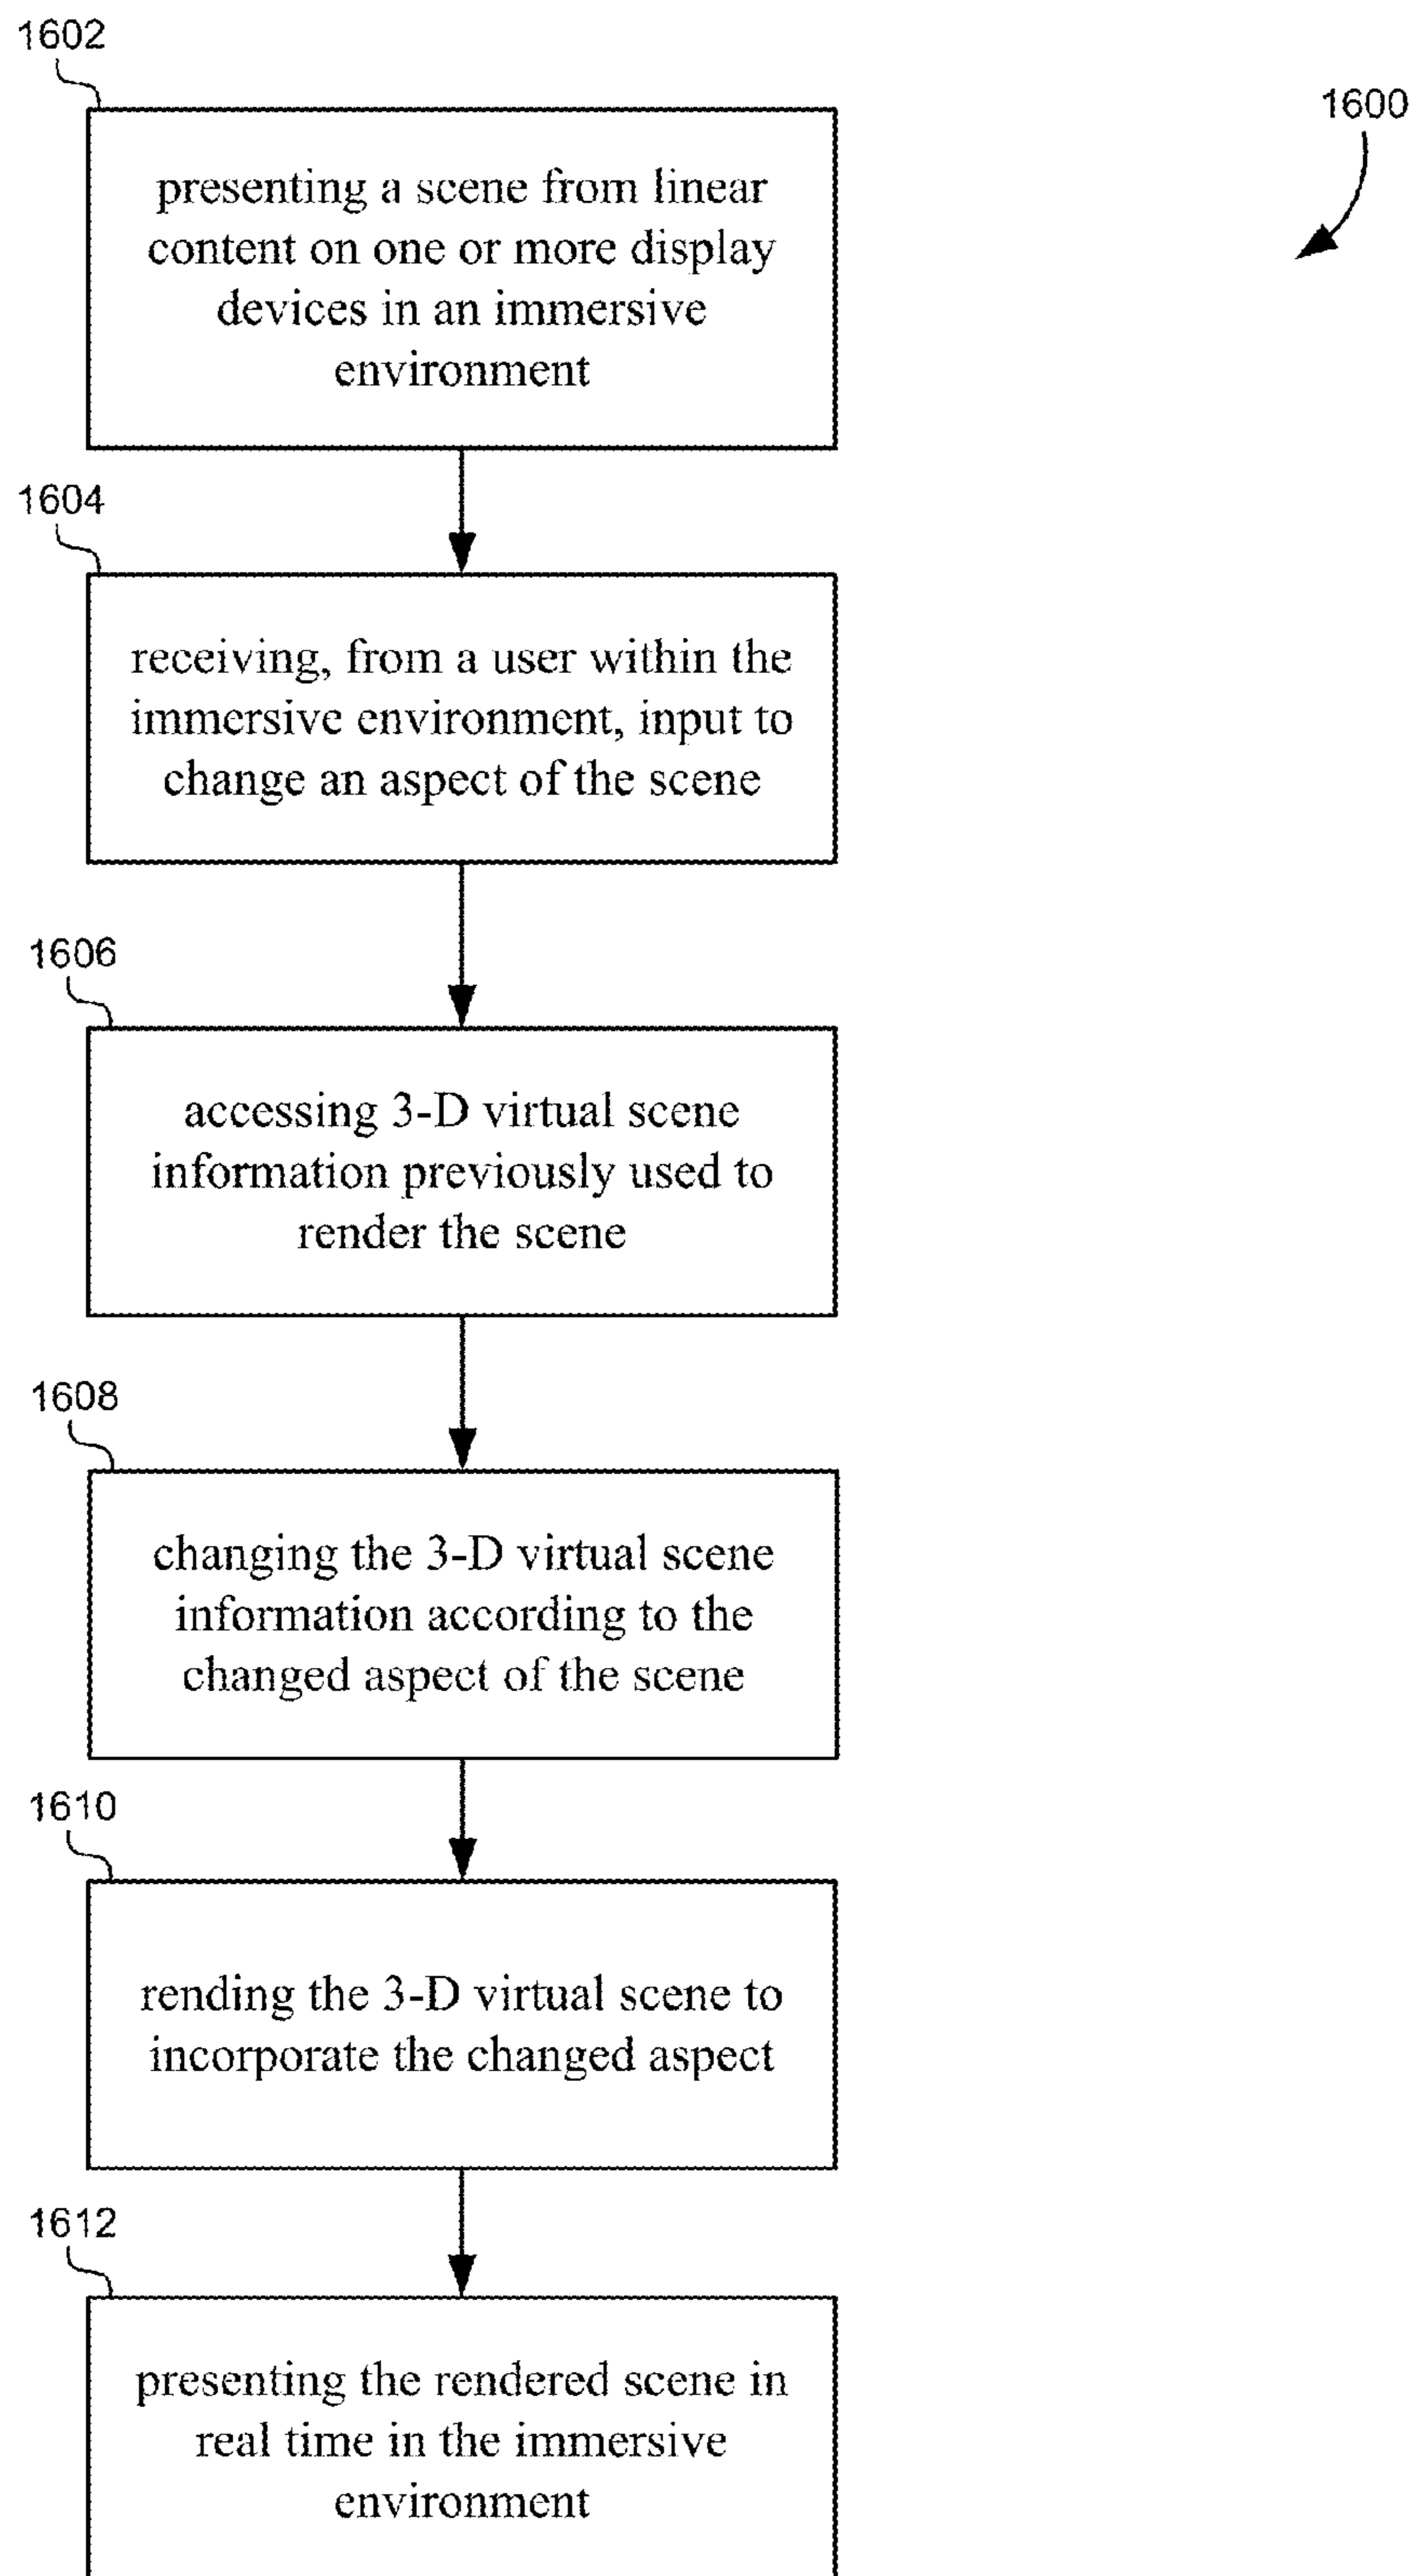 1602
1600
presenting a scene from linear
content on one or more display
devices in an immersive
environment
1604
receiving, from a user within the
immersive environment, input to
change an aspect of the scene
1606
accessing 3-D virtual scene
information previously used to
render the scene
1608
changing the 3-D virtual scene
information according to the
changed aspect of the scene
1610
rending the 3-D virtual scene to
incorporate the changed aspect
1612
presenting the rendered scene in
real time in the immersive
environment